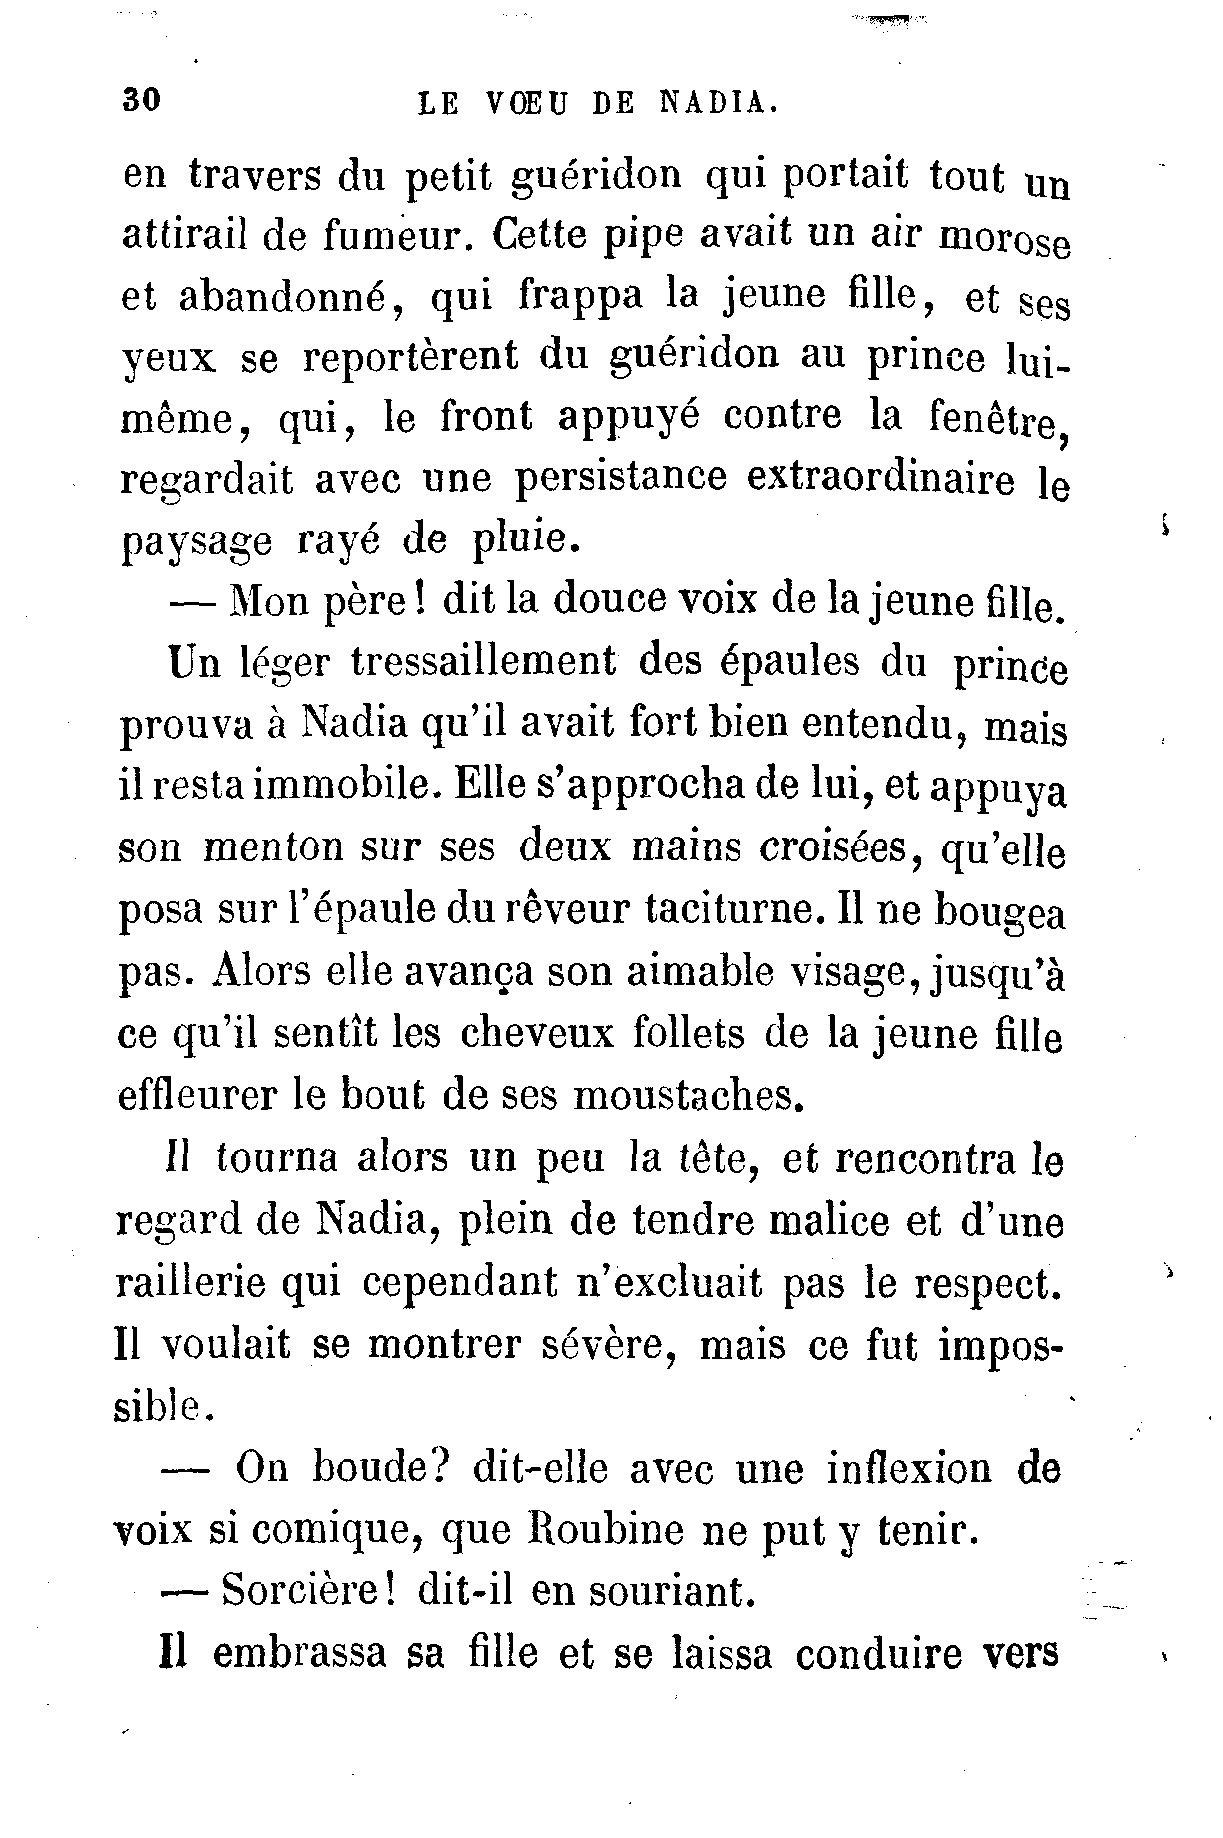 30 LE VŒU DE NADIA.
en travers du petit guéridon qui portait tout un
attirail de fumeur. Cette pipe avait un air morose
et abandonné, qui frappa la jeune fille, et ses
yeux se reportèrent du guéridon au prince lui-
même, qui, le front appuyé contre la fenêtre,
regardait avec une persistance extraordinaire le
paysage rayé de pluie.
— Mon père! dit la douce voix de la jeune fille.
Un léger tressaillement des épaules du prince
prouva à Nadia qu'il avait fort bien entendu, mais
il resta immobile. Elle s'approcha de lui, et appuya
son menton sur ses deux mains croisées, qu'elle
posa sur l'épaule du rêveur taciturne. Il ne bougea
pas. Alors elle avança son aimable visage, jusqu'à
ce qu'il sentît les cheveux follets de la jeune fille
effleurer le bout de ses moustaches.
Il tourna alors un peu la tête, et rencontra le
regard de Nadia, plein de tendre malice et d'une
raillerie qui cependant n'excluait pas le respect.
Il voulait se montrer sévère, mais ce fut impos-
sible.
— On boude? dit-elle avec une inflexion de
voix si comique, que Roubine ne put y tenir.
— Sorcière! dit-il en souriant.
Il embrassa sa fille et se laissa conduire vers